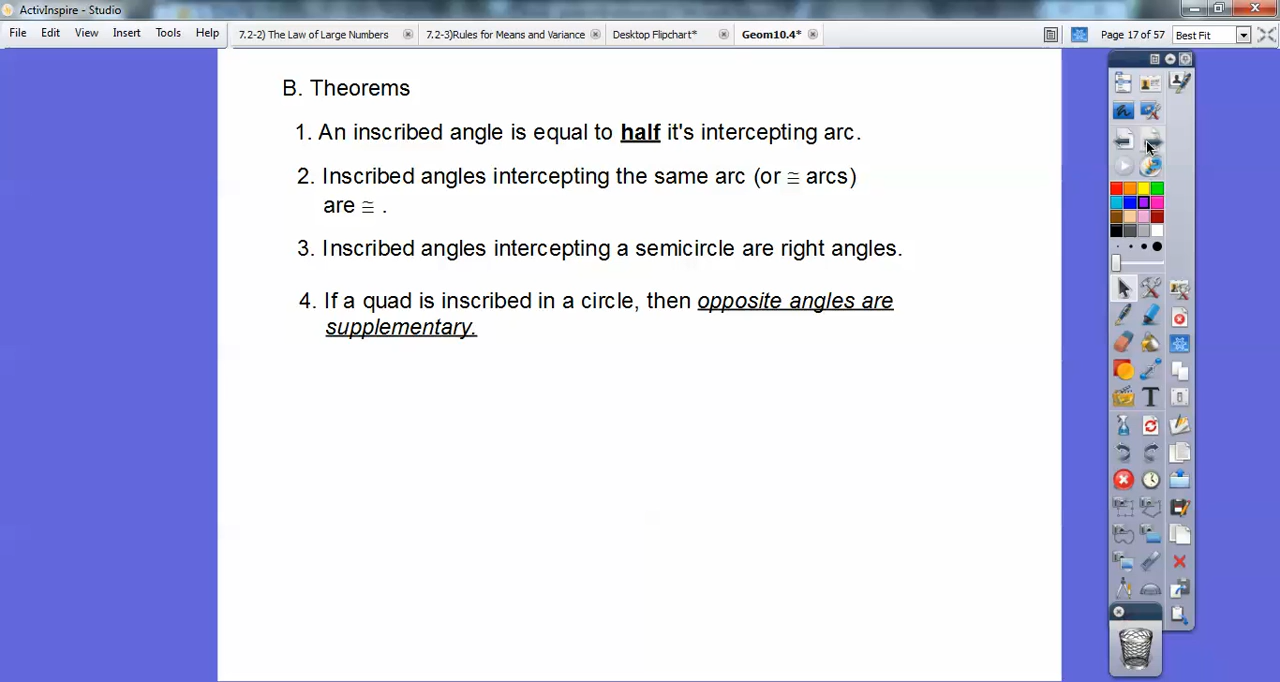 ActivInspire - Studio
File Edit View Insert Tools Help
7.2-2) The Law of Large Numbers 7.2-3)Rules for Means and Variance Desktop Flipchart* Geom10.4* Page 17 of 57 Best Fit
B. Theorems
1. An inscribed angle is equal to half it's intercepting arc.
2. Inscribed angles intercepting the same arc (or ≅ arcs)
are ≅ .
3. Inscribed angles intercepting a semicircle are right angles.
4. If a quad is inscribed in a circle, then opposite angles are
supplementary.